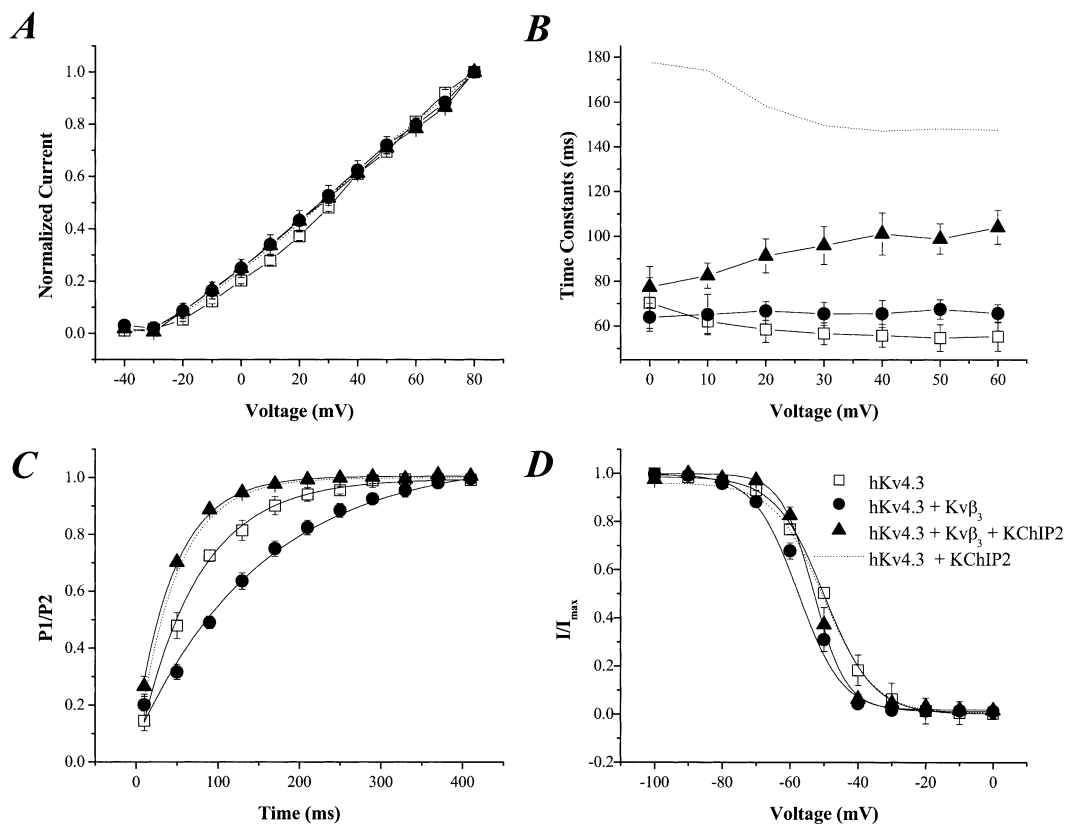 A
Normalized Current
1.0
0.8
0.6
0.4
0.2
0.0
-40 -20 0 20 40 60 80
Voltage (mV)
B
Time Constants (ms)
180
160
140
120
100
80
60
0 10 20 30 40 50 60
Voltage (mV)
C
P1/P2
1.0
0.8
0.6
0.4
0.2
0.0
0 100 200 300 400
Time (ms)
D
I/Imax
1.0
0.8
0.6
0.4
0.2
0.0
-0.2
-100 -80 -60 -40 -20 0
Voltage (mV)
hKv4.3
hKv4.3 + Kvβ3
hKv4.3 + Kvβ3 + KChIP2
hKv4.3 + KChIP2